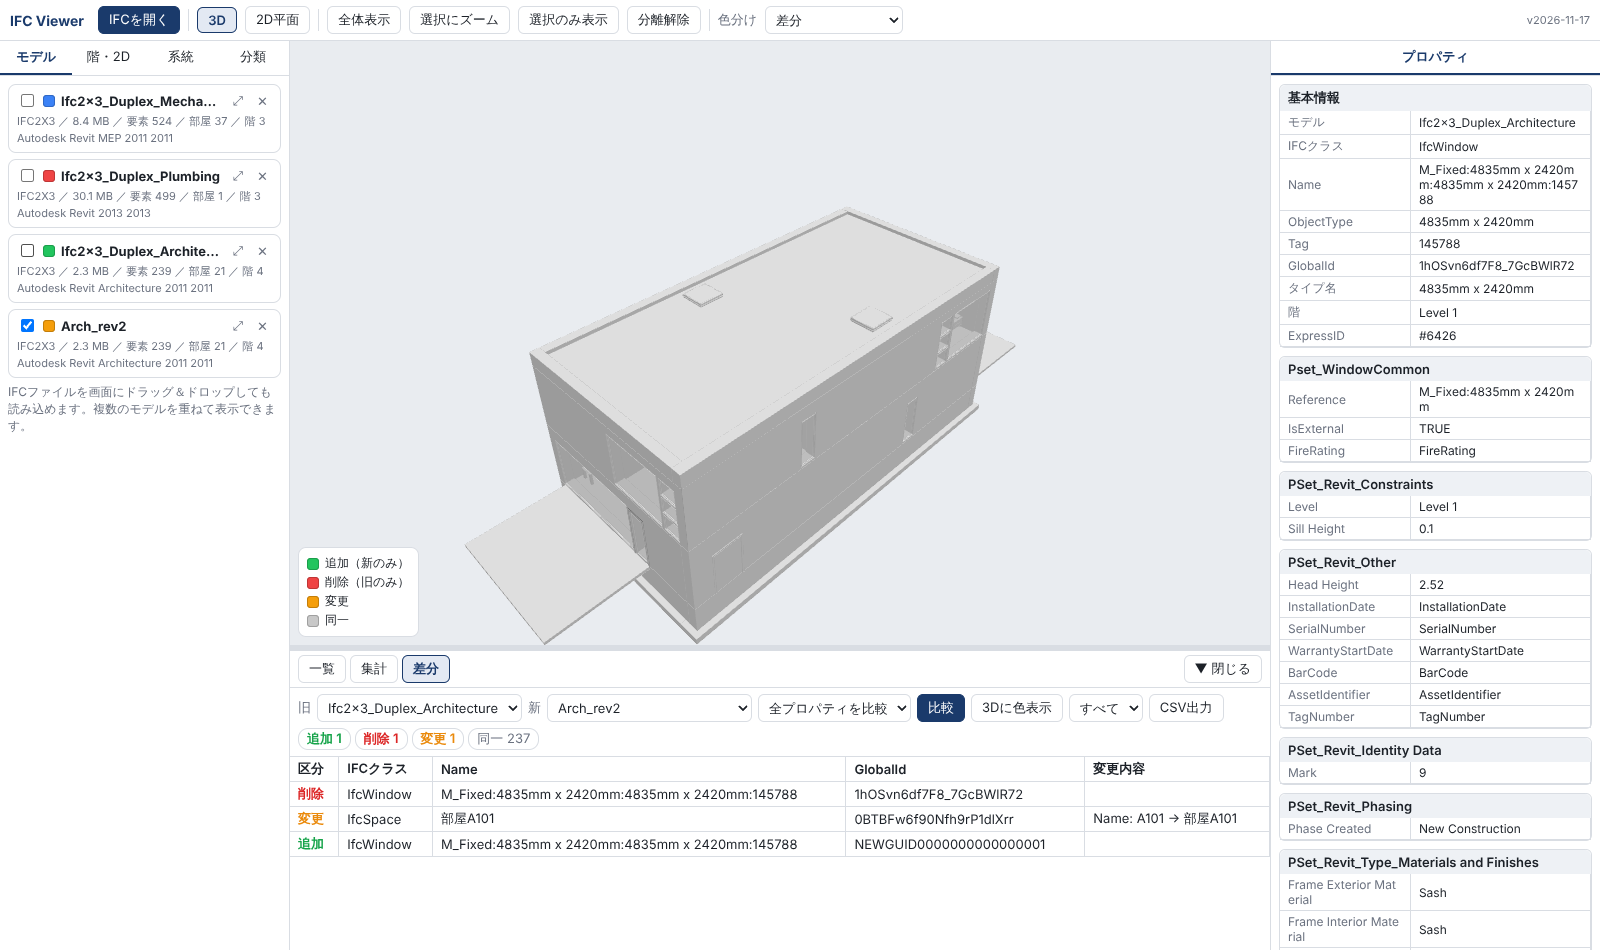 IFC Viewer IFCを開く 3D 2D平面 全体表示 選択にズーム 選択のみ表示 分離解除 色分け 差分 v2026-11-17
モデル 階・2D 系統 分類
Ifc2x3_Duplex_Mecha...
IFC2X3 ／ 8.4 MB ／ 要素 524 ／ 部屋 37 ／ 階 3
Autodesk Revit MEP 2011 2011
Ifc2x3_Duplex_Plumbing
IFC2X3 ／ 30.1 MB ／ 要素 499 ／ 部屋 1 ／ 階 3
Autodesk Revit 2013 2013
Ifc2x3_Duplex_Archite...
IFC2X3 ／ 2.3 MB ／ 要素 239 ／ 部屋 21 ／ 階 4
Autodesk Revit Architecture 2011 2011
Arch_rev2
IFC2X3 ／ 2.3 MB ／ 要素 239 ／ 部屋 21 ／ 階 4
Autodesk Revit Architecture 2011 2011
IFCファイルを画面にドラッグ＆ドロップしても
読み込めます。複数のモデルを重ねて表示できま
す。
追加（新のみ）
削除（旧のみ）
変更
同一
一覧 集計 差分 ▼ 閉じる
旧 Ifc2x3_Duplex_Architecture 新 Arch_rev2 全プロパティを比較 比較 3Dに色表示 すべて CSV出力
追加 1 削除 1 変更 1 同一 237
区分 IFCクラス Name GlobalId 変更内容
削除 IfcWindow M_Fixed:4835mm x 2420mm:4835mm x 2420mm:145788 1hOSvn6df7F8_7GcBWlR72
変更 IfcSpace 部屋A101 0BTBFw6f90Nfh9rP1dlXrr Name: A101 → 部屋A101
追加 IfcWindow M_Fixed:4835mm x 2420mm:4835mm x 2420mm:145788 NEWGUID0000000000000001
プロパティ
基本情報
モデル Ifc2x3_Duplex_Architecture
IFCクラス IfcWindow
Name M_Fixed:4835mm x 2420m
m:4835mm x 2420mm:1457
88
ObjectType 4835mm x 2420mm
Tag 145788
GlobalId 1hOSvn6df7F8_7GcBWlR72
タイプ名 4835mm x 2420mm
階 Level 1
ExpressID #6426
Pset_WindowCommon
Reference M_Fixed:4835mm x 2420m
m
IsExternal TRUE
FireRating FireRating
PSet_Revit_Constraints
Level Level 1
Sill Height 0.1
PSet_Revit_Other
Head Height 2.52
InstallationDate InstallationDate
SerialNumber SerialNumber
WarrantyStartDate WarrantyStartDate
BarCode BarCode
AssetIdentifier AssetIdentifier
TagNumber TagNumber
PSet_Revit_Identity Data
Mark 9
PSet_Revit_Phasing
Phase Created New Construction
PSet_Revit_Type_Materials and Finishes
Frame Exterior Mat
erial Sash
Frame Interior Mate
rial Sash